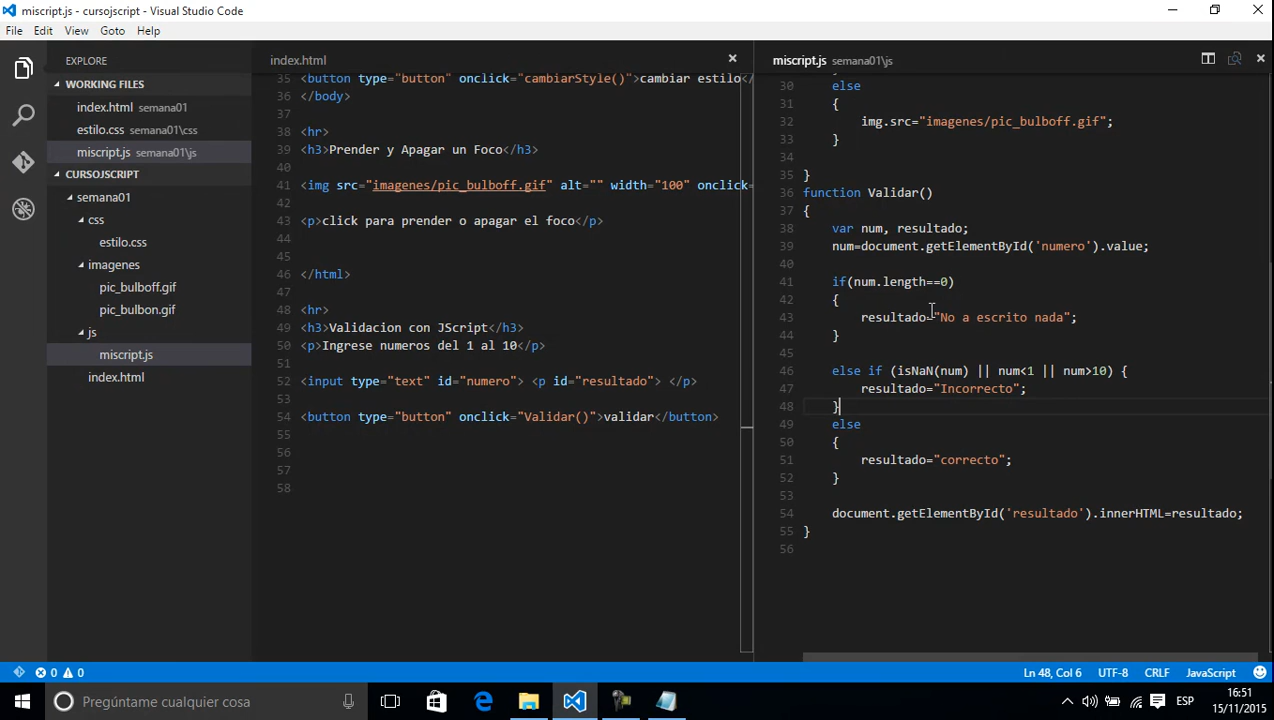 miscript.js - cursojscript - Visual Studio Code
File Edit View Goto Help
EXPLORE
WORKING FILES
index.html semana01
estilo.css semana01\css
miscript.js semana01\js
CURSOJSCRIPT
semana01
css
estilo.css
imagenes
pic_bulboff.gif
pic_bulbon.gif
js
miscript.js
index.html
index.html
35 <button type="button" onclick="cambiarStyle()">cambiar estilo</
36 </body>
37
38 <hr>
39 <h3>Prender y Apagar un Foco</h3>
40
41 <img src="imagenes/pic_bulboff.gif" alt="" width="100" onclick=
42
43 <p>click para prender o apagar el foco</p>
44
45
46 </html>
47
48 <hr>
49 <h3>Validacion con JScript</h3>
50 <p>Ingrese numeros del 1 al 10</p>
51
52 <input type="text" id="numero"> <p id="resultado"> </p>
53
54 <button type="button" onclick="Validar()">validar</button>
55
56
57
58
miscript.js semana01\js
30 else
31 {
32 img.src="imagenes/pic_bulboff.gif";
33 }
34
35 }
36 function Validar()
37 {
38 var num, resultado;
39 num=document.getElementById('numero').value;
40
41 if(num.length==0)
42 {
43 resultado="No a escrito nada";
44 }
45
46 else if (isNaN(num) || num<1 || num>10) {
47 resultado="Incorrecto";
48 }
49 else
50 {
51 resultado="correcto";
52 }
53
54 document.getElementById('resultado').innerHTML=resultado;
55 }
56
0 0 Ln 48, Col 6 UTF-8 CRLF JavaScript
Pregúntame cualquier cosa
ESP
16:51
15/11/2015